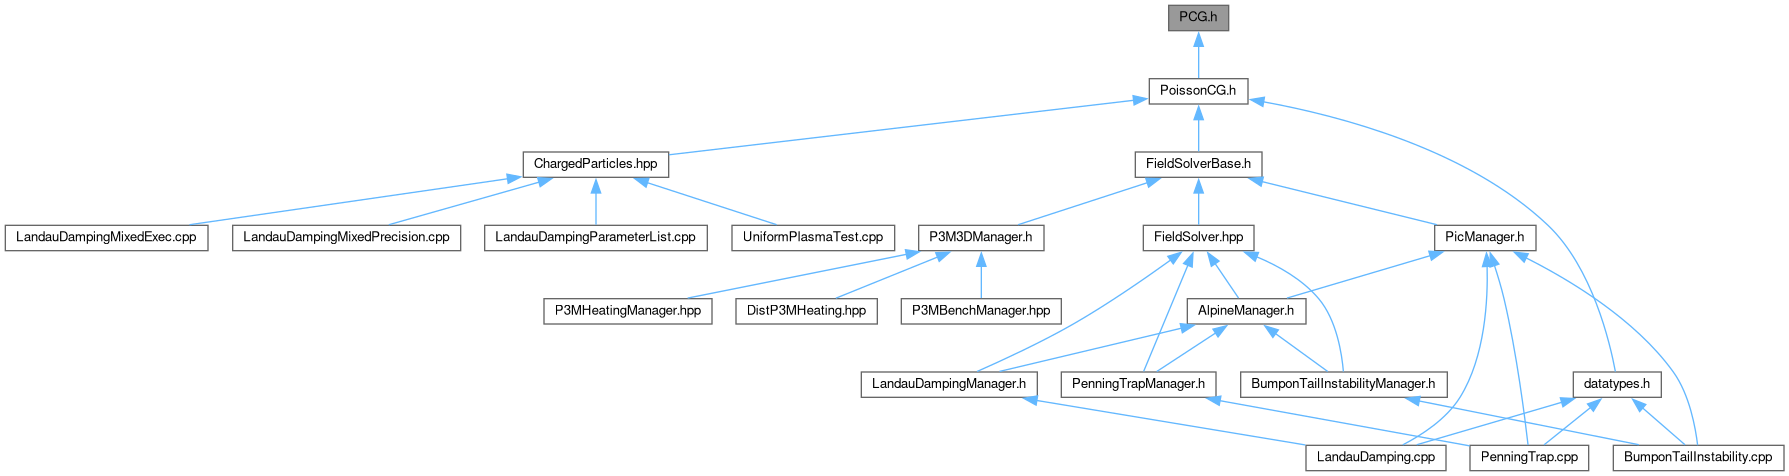 PCG.h
PoissonCG.h
ChargedParticles.hpp
FieldSolverBase.h
LandauDampingMixedExec.cpp
LandauDampingMixedPrecision.cpp
LandauDampingParameterList.cpp
UniformPlasmaTest.cpp
P3M3DManager.h
FieldSolver.hpp
PicManager.h
P3MHeatingManager.hpp
DistP3MHeating.hpp
P3MBenchManager.hpp
AlpineManager.h
LandauDampingManager.h
PenningTrapManager.h
BumponTailInstabilityManager.h
datatypes.h
LandauDamping.cpp
PenningTrap.cpp
BumponTailInstability.cpp